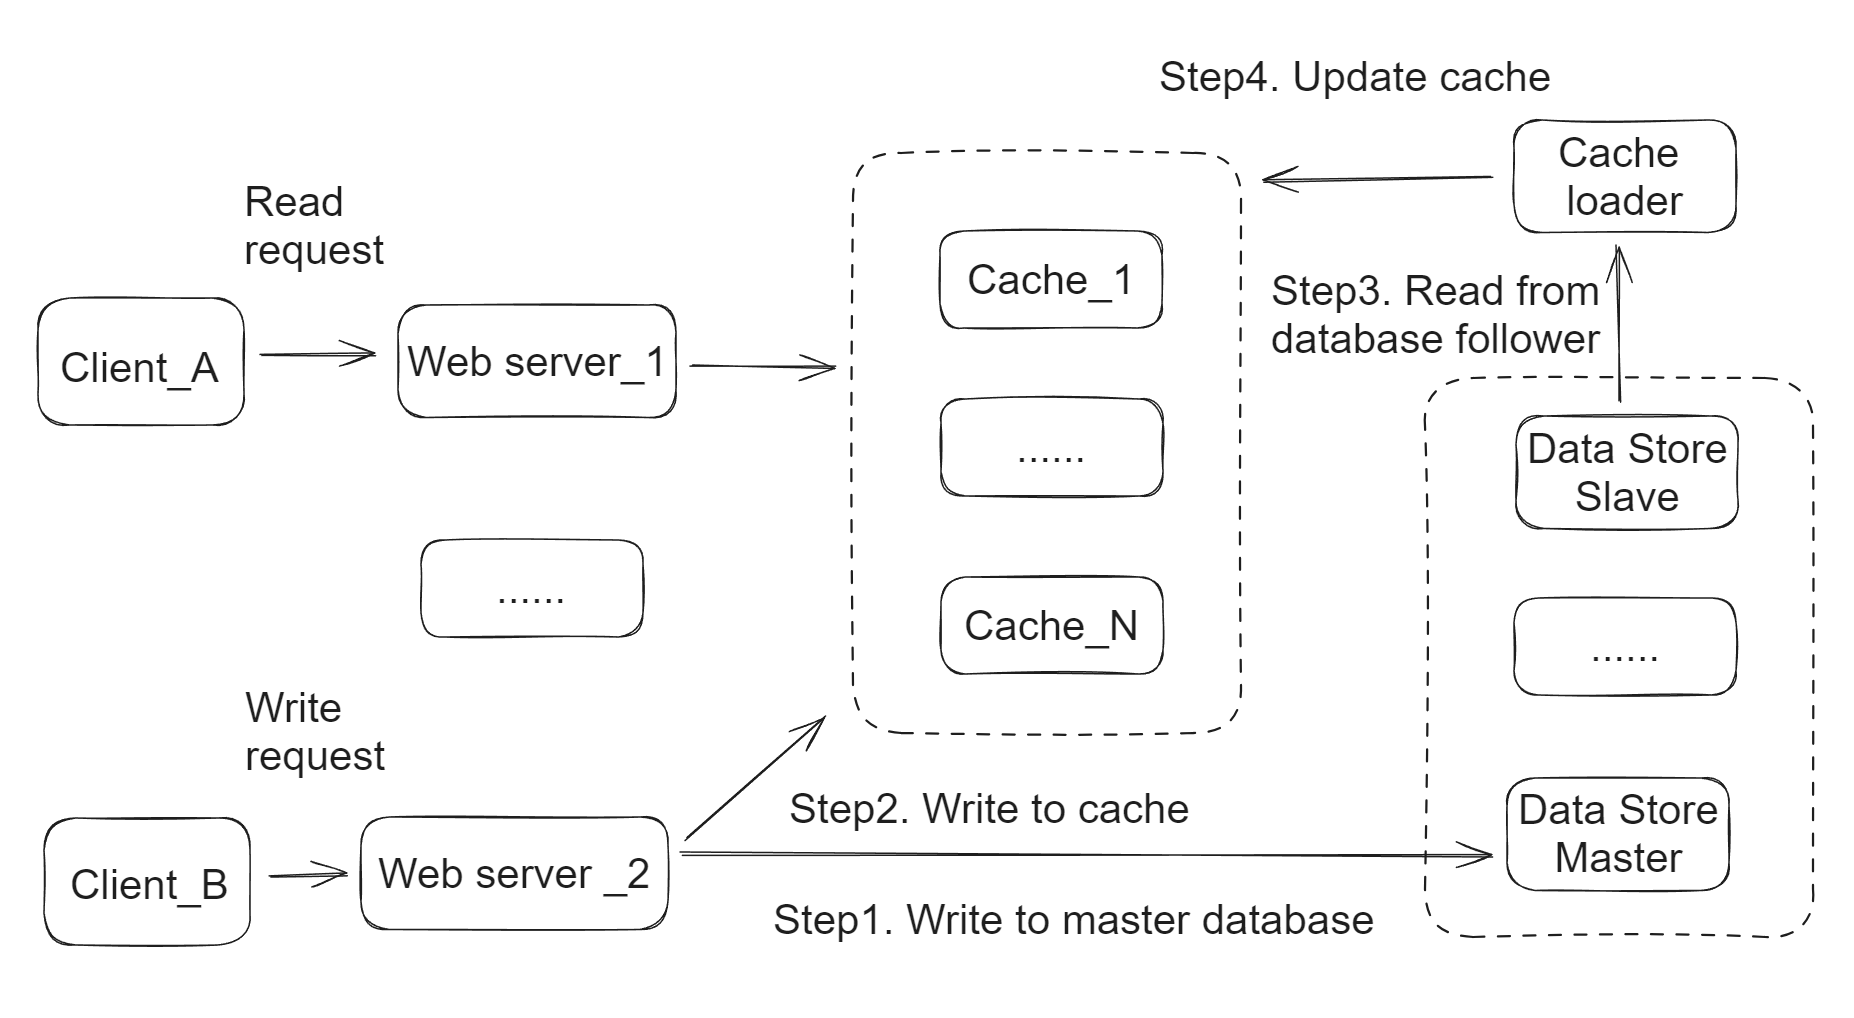 Step4. Update cache
Cache
loader
Read
request
Cache_1
Step3. Read from
database follower
Client_A
Web server_1
......
Data Store
Slave
......
Cache_N
......
Write
request
Step2. Write to cache
Data Store
Master
Client_B
Web server _2
Step1. Write to master database